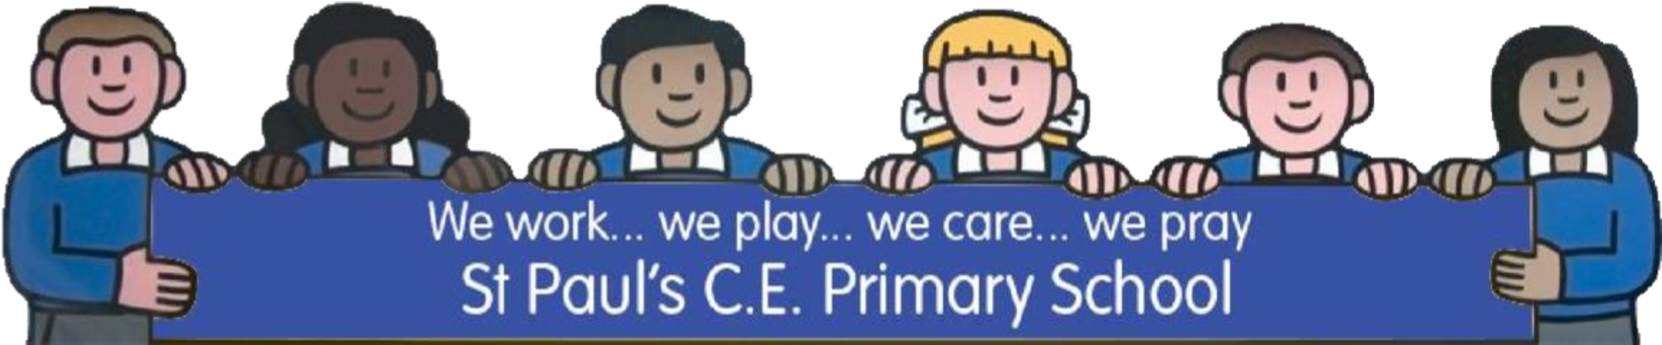 We work... we play... we care... we pray
St Paul's C.E. Primary School